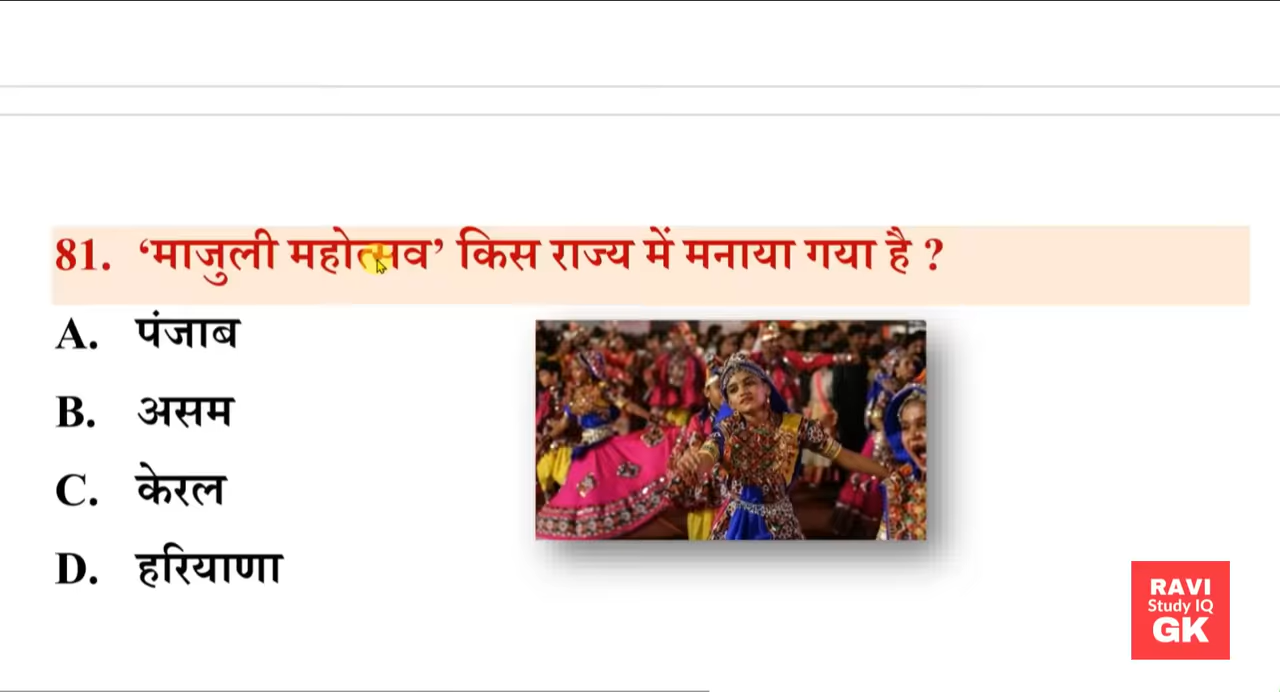 81. ‘माजुली महोत्सव’ किस राज्य में मनाया गया है ?
A. पंजाब
B. असम
C. केरल
D. हरियाणा
RAVI
Study IQ
GK